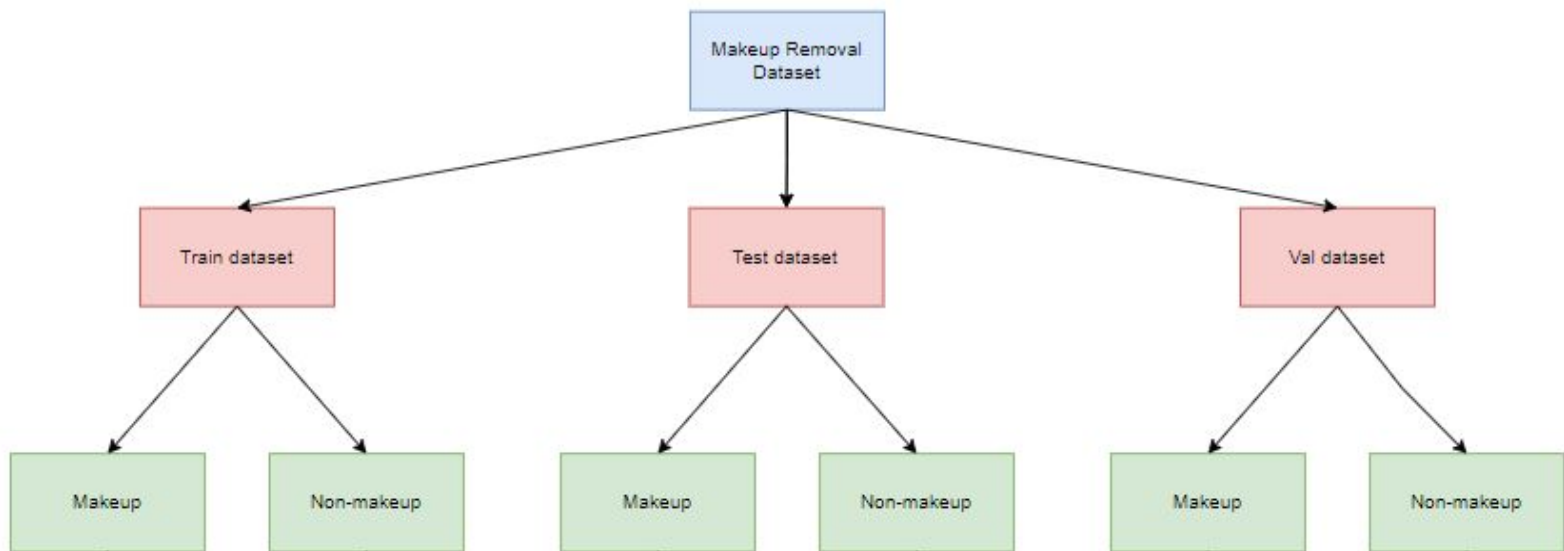 Makeup Removal
Dataset
Train dataset
Test dataset
Val dataset
Makeup
Non-makeup
Makeup
Non-makeup
Makeup
Non-makeup